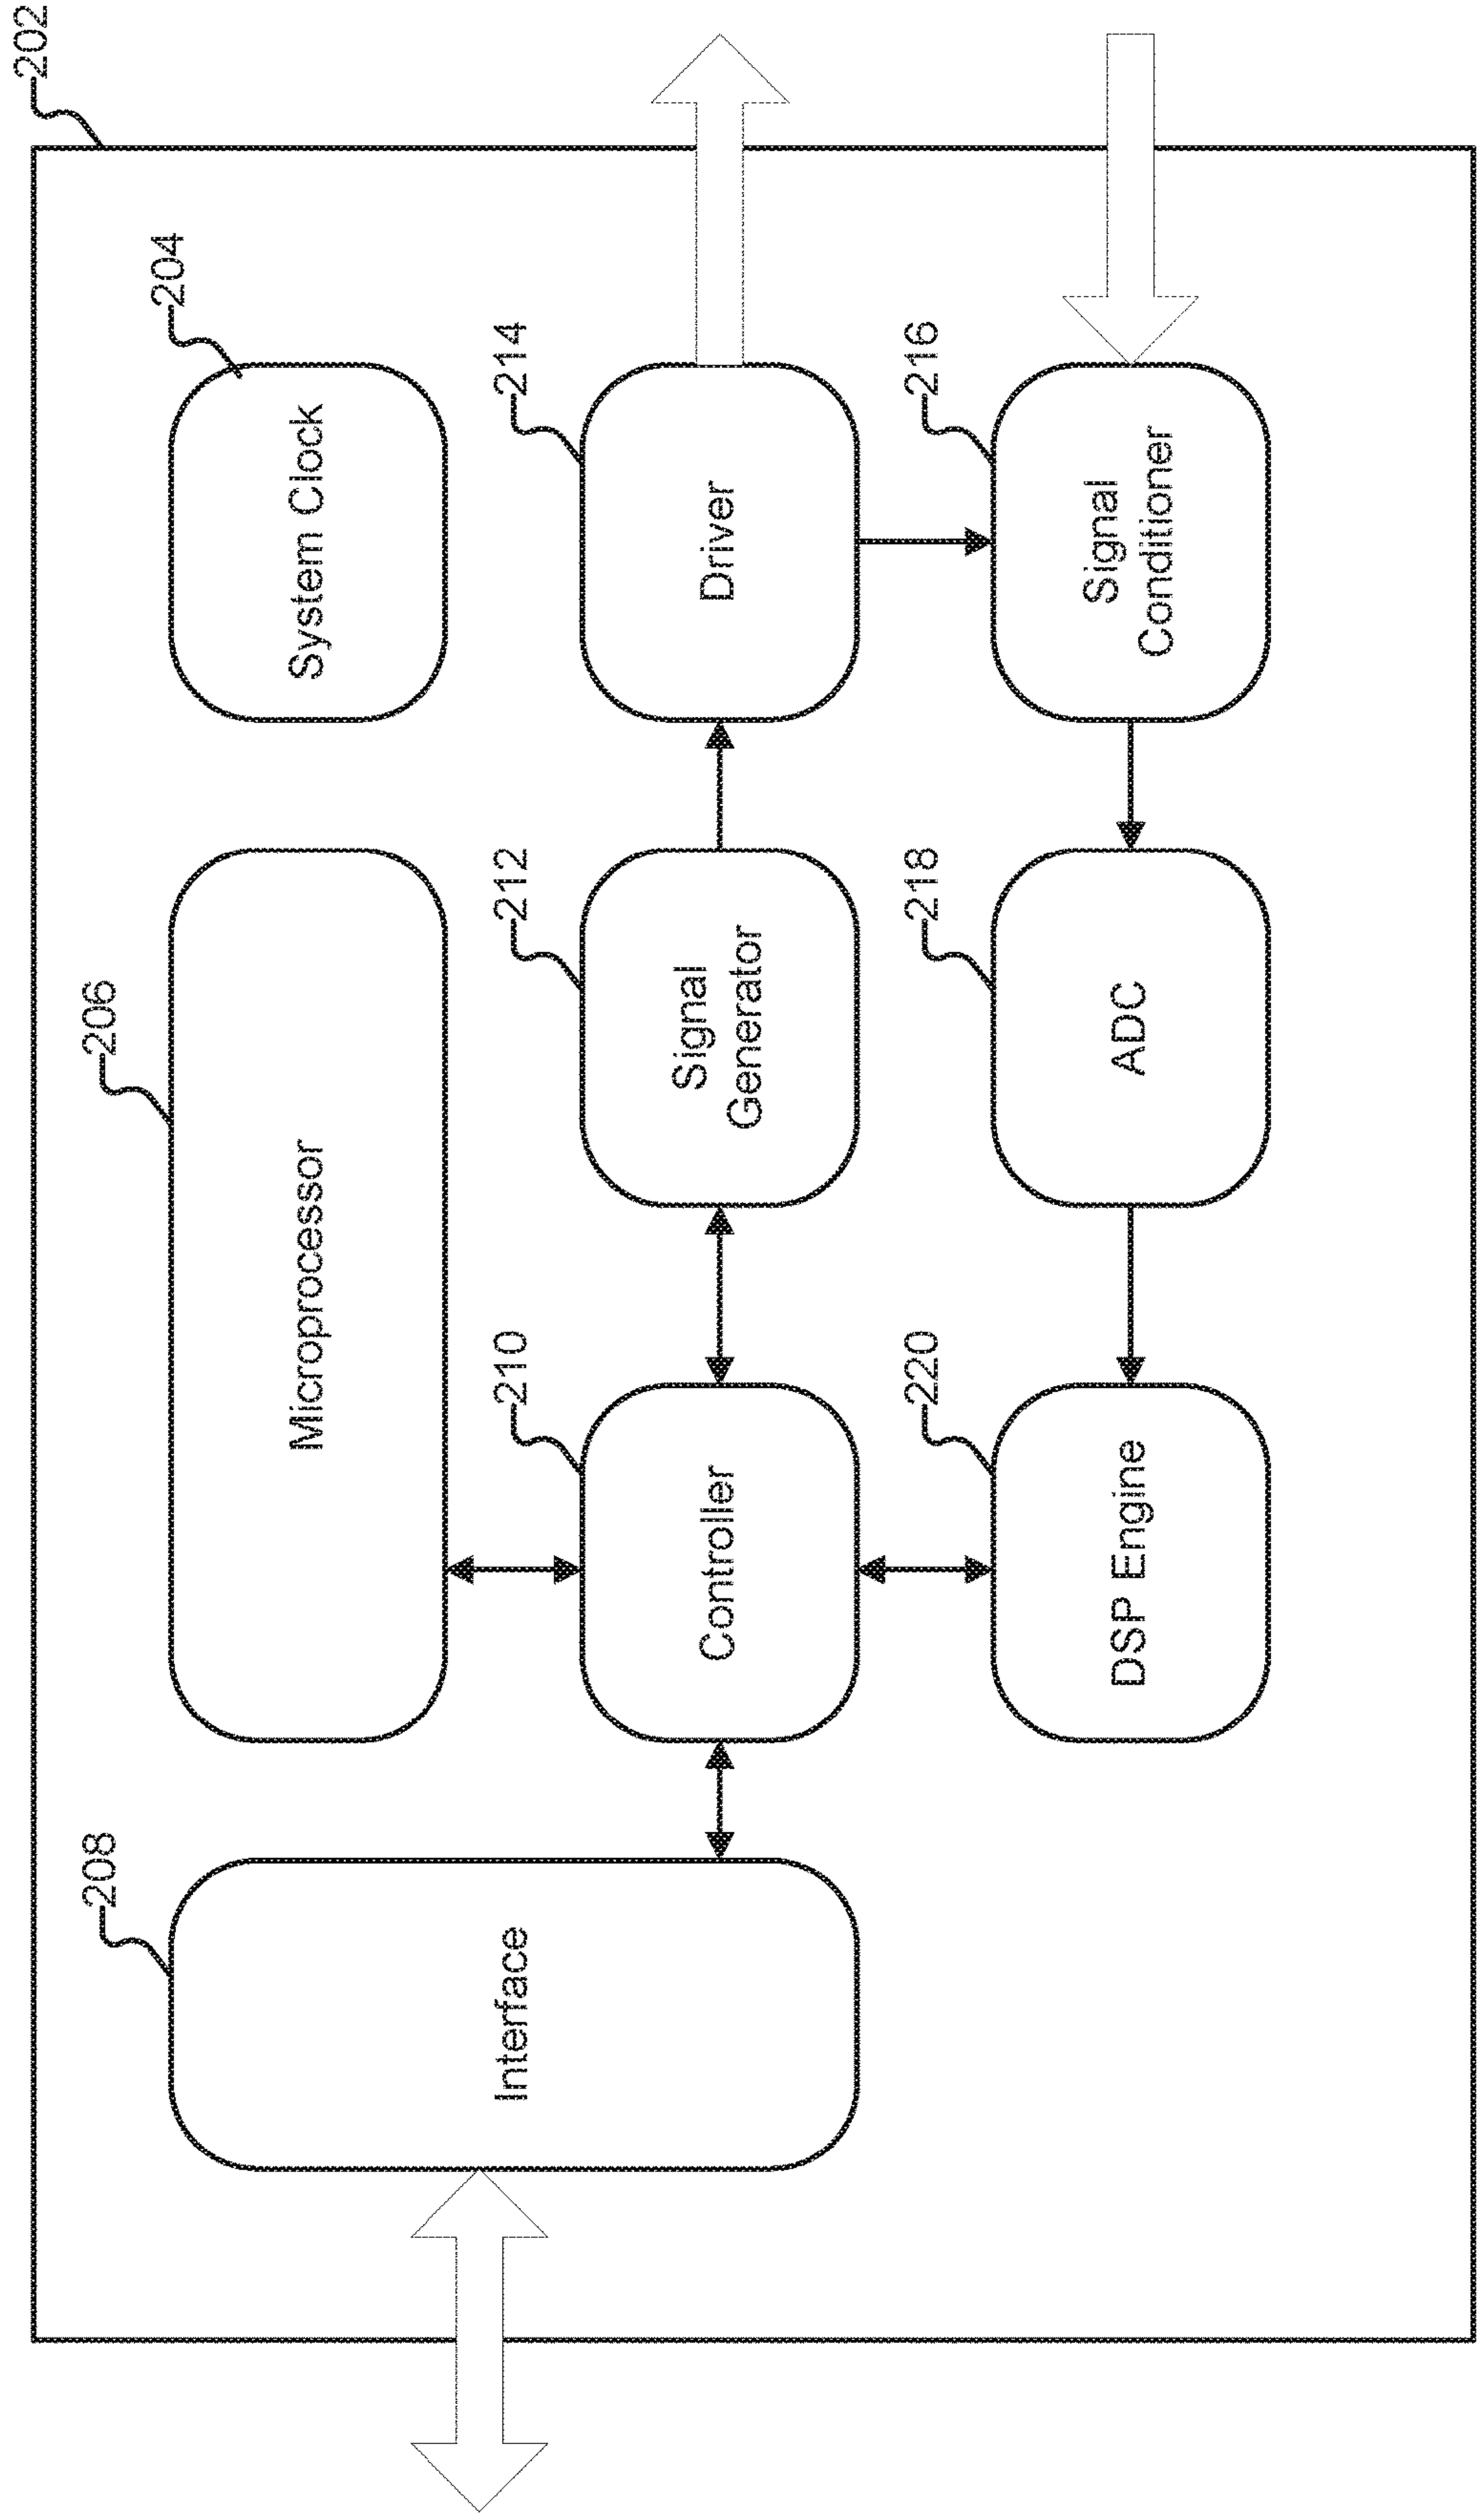 202
206
Microprocessor
204
System Clock
208
Interface
210
Controller
212
Signal
Generator
214
Driver
220
DSP Engine
218
ADC
216
Signal
Conditioner